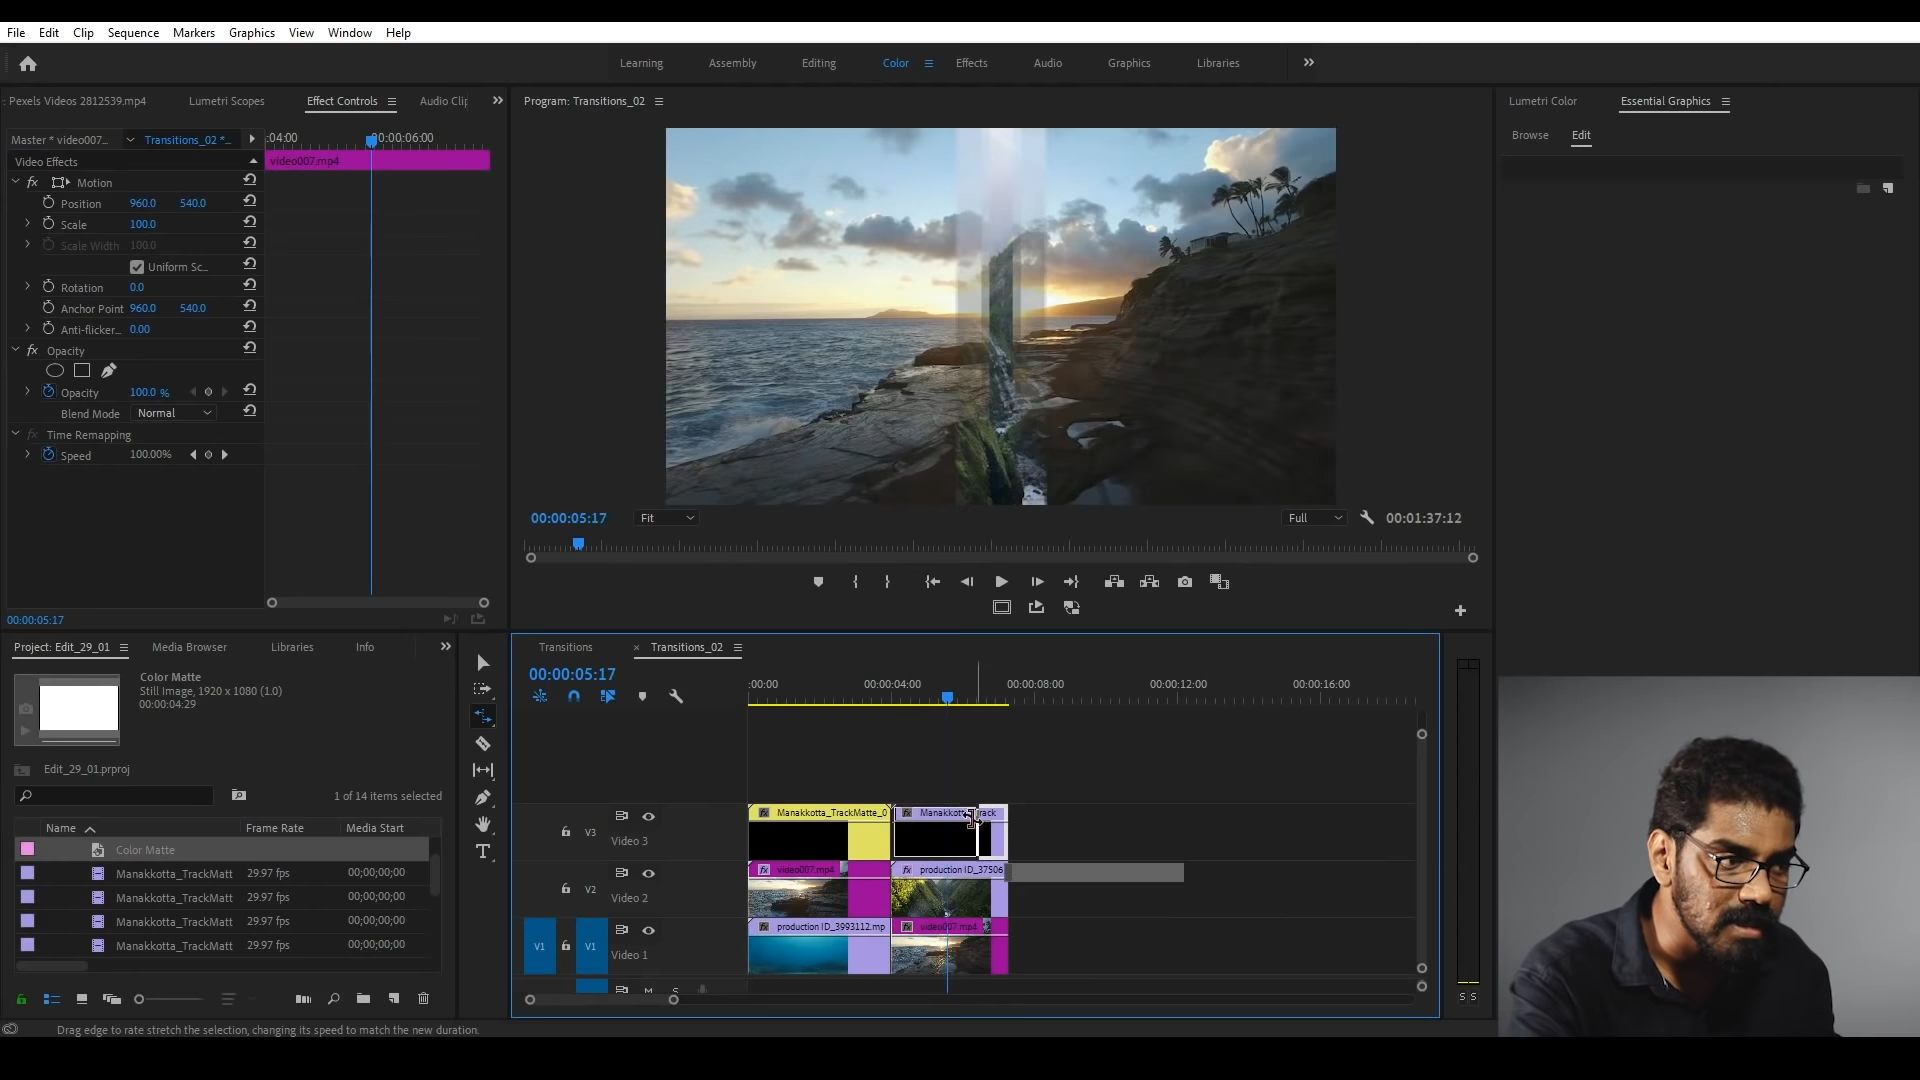 File Edit Clip Sequence Markers Graphics View Window Help
Learning Assembly Editing Color Effects Audio Graphics Libraries
: Pexels Videos 2812539.mp4 Lumetri Scopes Effect Controls Audio Clip
Program: Transitions_02
Lumetri Color Essential Graphics
Browse Edit
Master * video007... Transitions_02 *...
:04:00 00:00:06:00
Video Effects
video007.mp4
fx Motion
Position 960.0 540.0
Scale 100.0
Scale Width 100.0
Uniform Sc...
Rotation 0.0
Anchor Point 960.0 540.0
Anti-flicker... 0.00
fx Opacity
Opacity 100.0 %
Blend Mode Normal
fx Time Remapping
Speed 100.00%
00:00:05:17
00:00:05:17 Fit Full 00:01:37:12
Project: Edit_29_01 Media Browser Libraries Info
Color Matte
Still Image, 1920 x 1080 (1.0)
00:00:04:29
Edit_29_01.prproj
1 of 14 items selected
Name Frame Rate Media Start
Color Matte
Manakkotta_TrackMatt 29.97 fps 00;00;00;00
Manakkotta_TrackMatt 29.97 fps 00;00;00;00
Manakkotta_TrackMatt 29.97 fps 00;00;00;00
Manakkotta_TrackMatt 29.97 fps 00;00;00;00
Transitions × Transitions_02
00:00:05:17
:00:00 00:00:04:00 00:00:08:00 00:00:12:00 00:00:16:00
V3 Video 3
fx Manakkotta_TrackMatte_0 fx
V2 Video 2
fx video007.mp4 fx production ID_37506
V1 V1 Video 1
fx production ID_3993112.mp fx video007.mp4
M S
S S
Drag edge to rate stretch the selection, changing its speed to match the new duration.